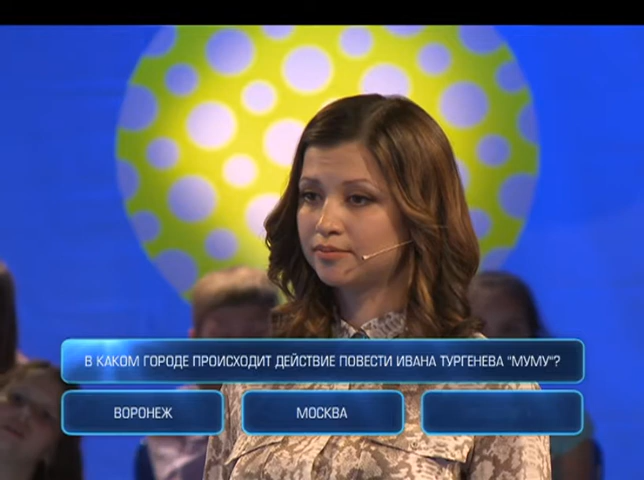 В КАКОМ ГОРОДЕ ПРОИСХОДИТ ДЕЙСТВИЕ ПОВЕСТИ ИВАНА ТУРГЕНЕВА "МУМУ"?
ВОРОНЕЖ
МОСКВА